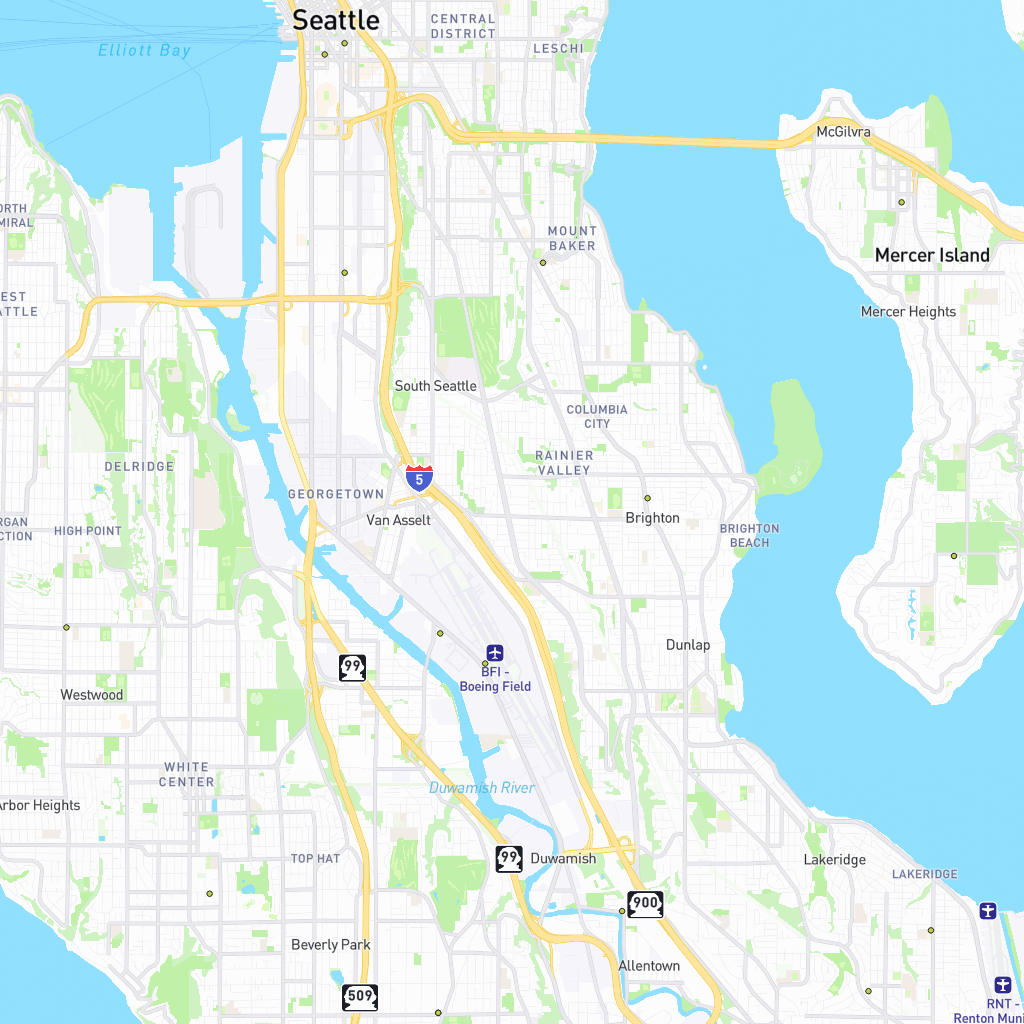 Seattle
CENTRAL
DISTRICT
Elliott Bay
LESCHI
McGilvra
ORTH
MIRAL
MOUNT
BAKER
Mercer Island
EST
ATTLE
Mercer Heights
South Seattle
COLUMBIA
CITY
DELRIDGE
RAINIER
VALLEY
5
GEORGETOWN
Van Asselt
Brighton
RGAN
CTION
HIGH POINT
BRIGHTON
BEACH
Dunlap
99
BFI -
Boeing Field
Westwood
WHITE
CENTER
Duwamish River
Arbor Heights
TOP HAT
99
Duwamish
Lakeridge
LAKERIDGE
900
Beverly Park
Allentown
509
RNT -
Renton Muni